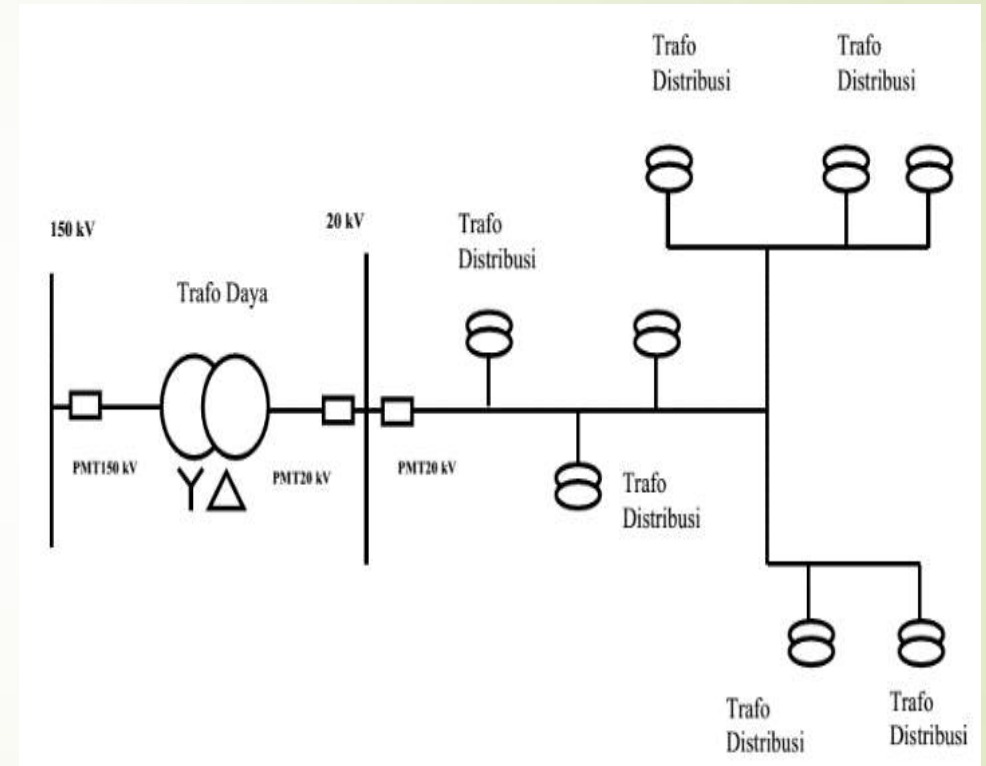 Trafo
Distribusi
Trafo
Distribusi
150 kV
20 kV
Trafo
Distribusi
Trafo Daya
PMT150 kV
PMT20 kV
PMT20 kV
Trafo
Distribusi
Trafo
Distribusi
Trafo
Distribusi